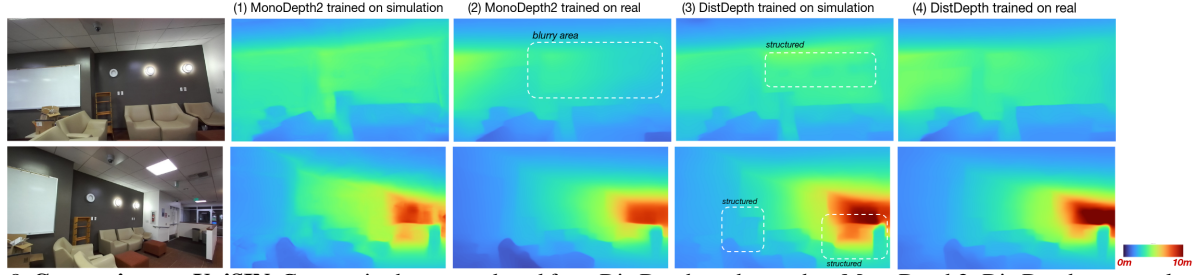 (1) MonoDepth2 trained on simulation
(2) MonoDepth2 trained on real
(3) DistDepth trained on simulation
(4) DistDepth trained on real
blurry area
structured
structured
structured
0m
10m